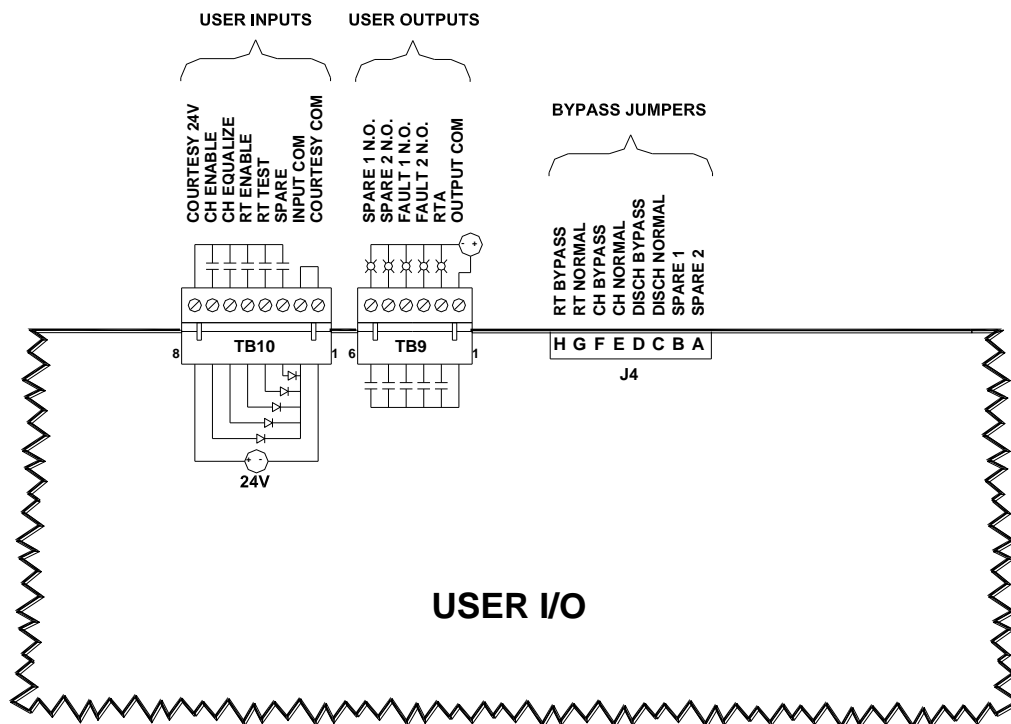 USER INPUTS
USER OUTPUTS
BYPASS JUMPERS
COURTESY 24V
CH ENABLE
CH EQUALIZE
RT ENABLE
RT TEST
SPARE
INPUT COM
COURTESY COM
SPARE 1 N.O.
SPARE 2 N.O.
FAULT 1 N.O.
FAULT 2 N.O.
RTA
OUTPUT COM
- +
RT BYPASS
RT NORMAL
CH BYPASS
CH NORMAL
DISCH BYPASS
DISCH NORMAL
SPARE 1
SPARE 2
8 TB10 1
6 TB9 1
H G F E D C B A
J4
+ -
24V
USER I/O